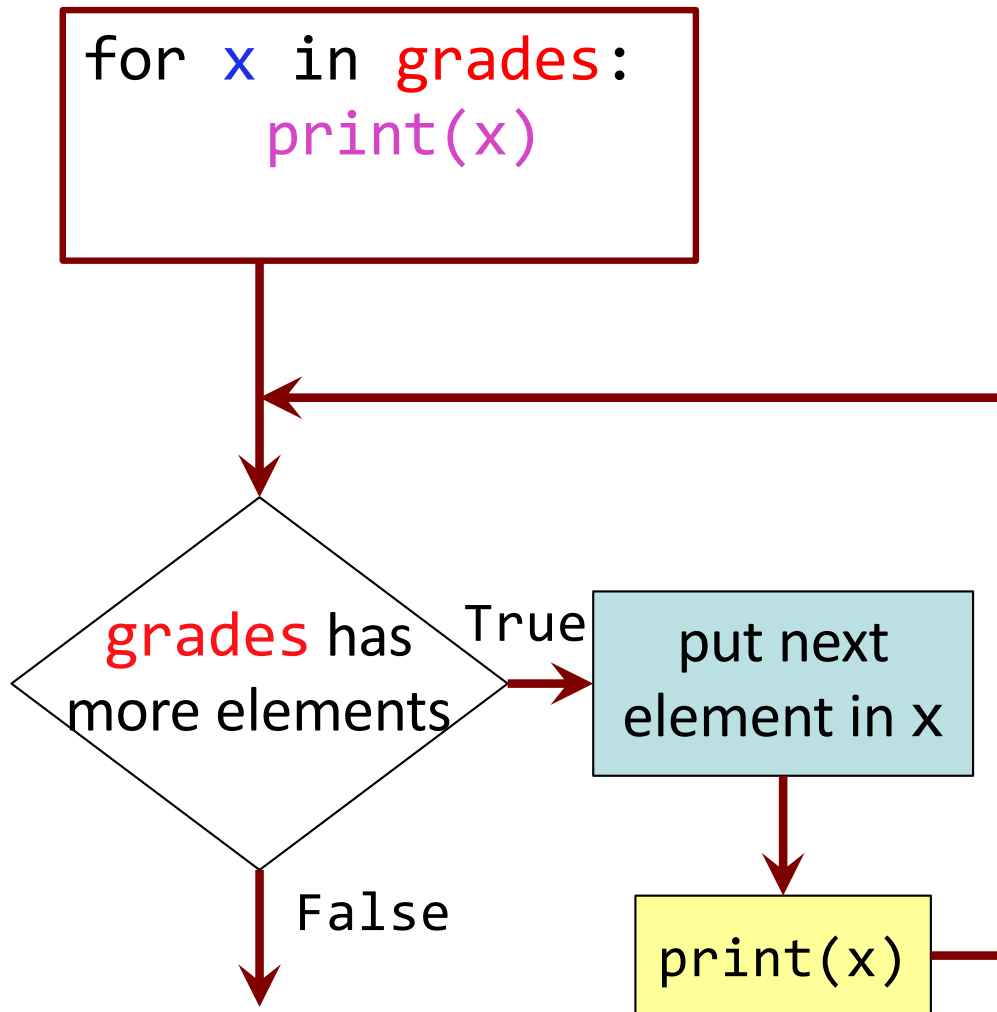 for x in grades:
    print(x)
grades has
more elements
True
put next
element in x
False
print(x)